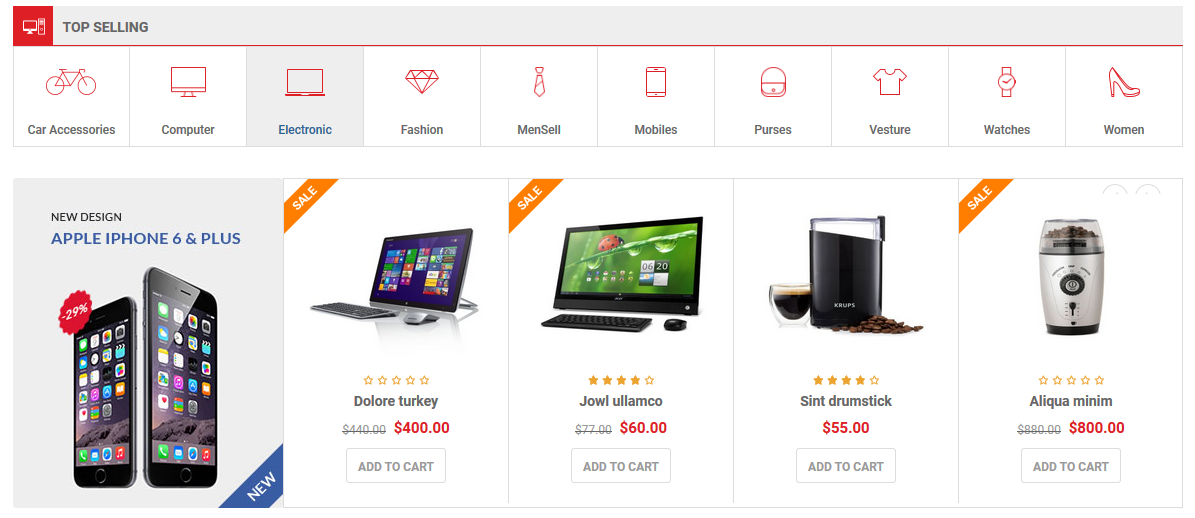 TOP SELLING
Car Accessories
Computer
Electronic
Fashion
MenSell
Mobiles
Purses
Vesture
Watches
Women
NEW DESIGN
APPLE IPHONE 6 & PLUS
-29%
NEW
SALE
Dolore turkey
$440.00 $400.00
ADD TO CART
SALE
06 20
Jowl ullamco
$77.00 $60.00
ADD TO CART
KRUPS
Sint drumstick
$55.00
ADD TO CART
SALE
Aliqua minim
$880.00 $800.00
ADD TO CART